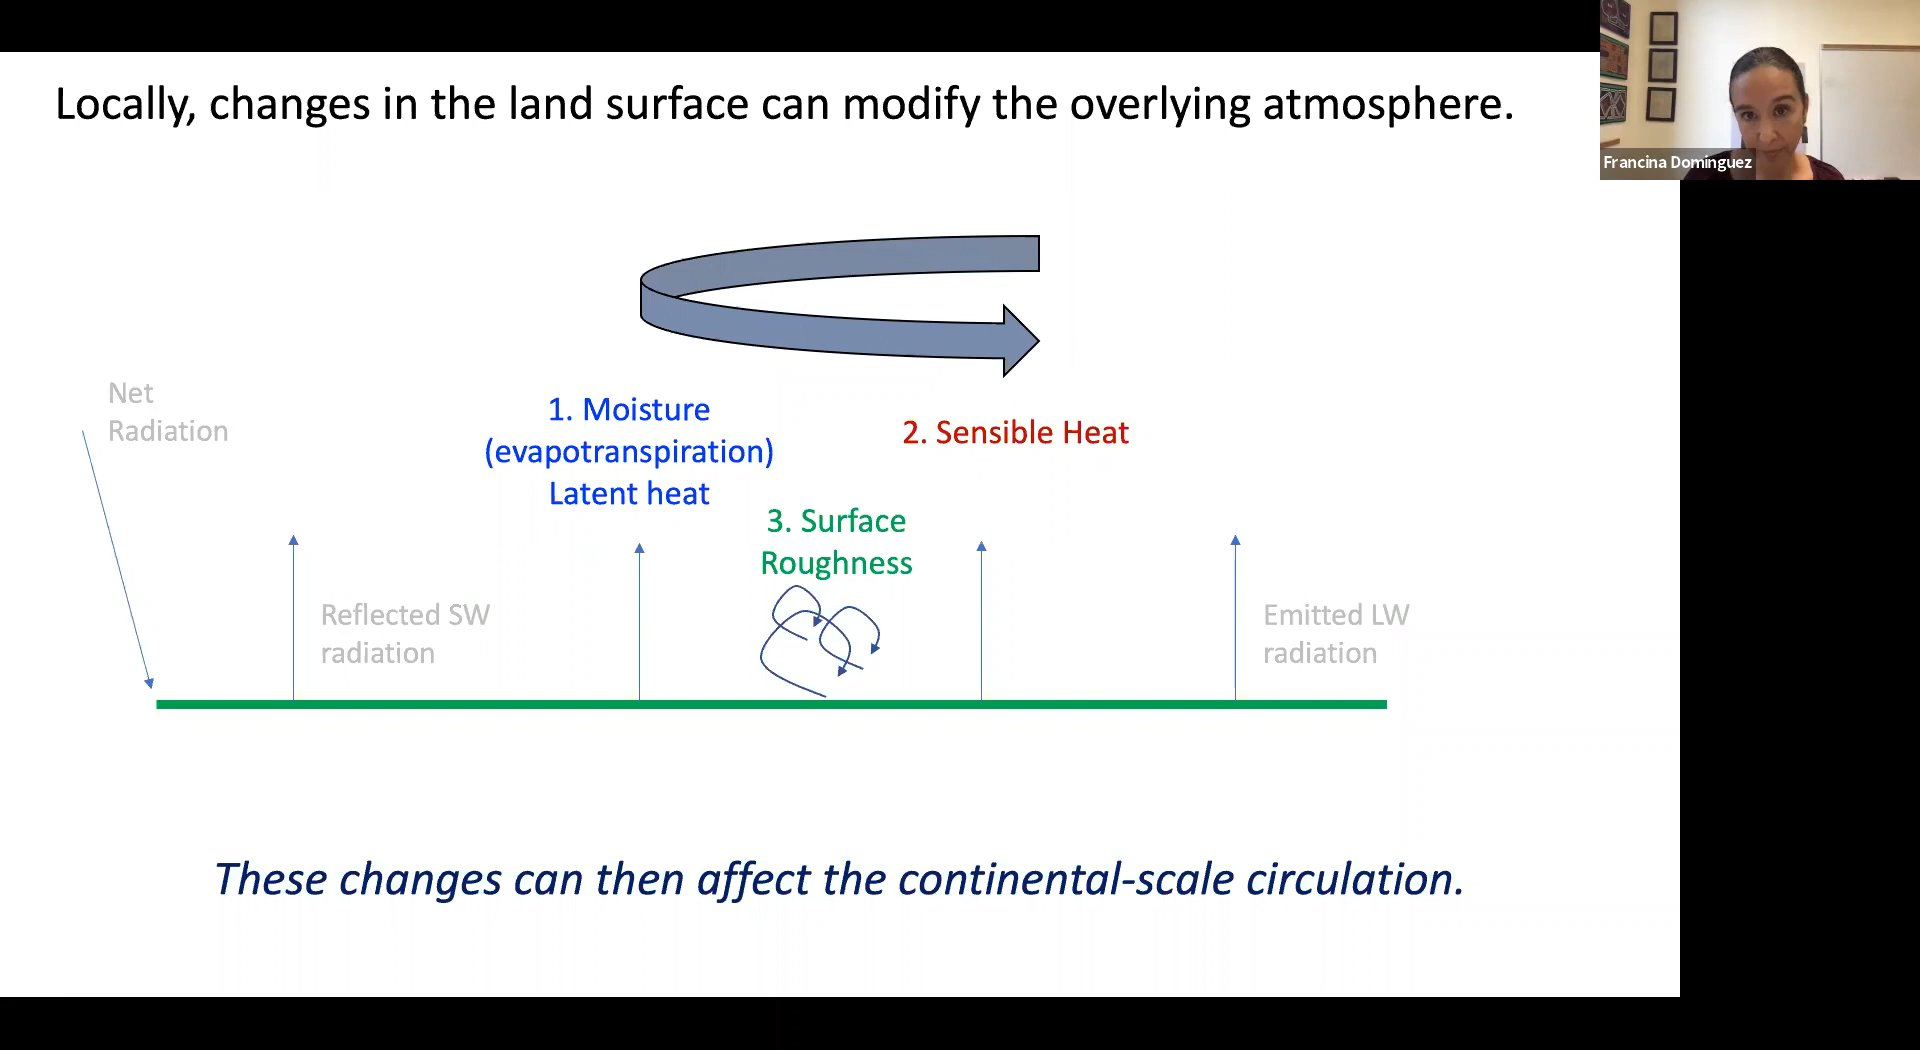 Locally, changes in the land surface can modify the overlying atmosphere.
Francina Dominguez
Net
Radiation
1. Moisture
(evapotranspiration)
Latent heat
2. Sensible Heat
3. Surface
Roughness
Reflected SW
radiation
Emitted LW
radiation
These changes can then affect the continental-scale circulation.